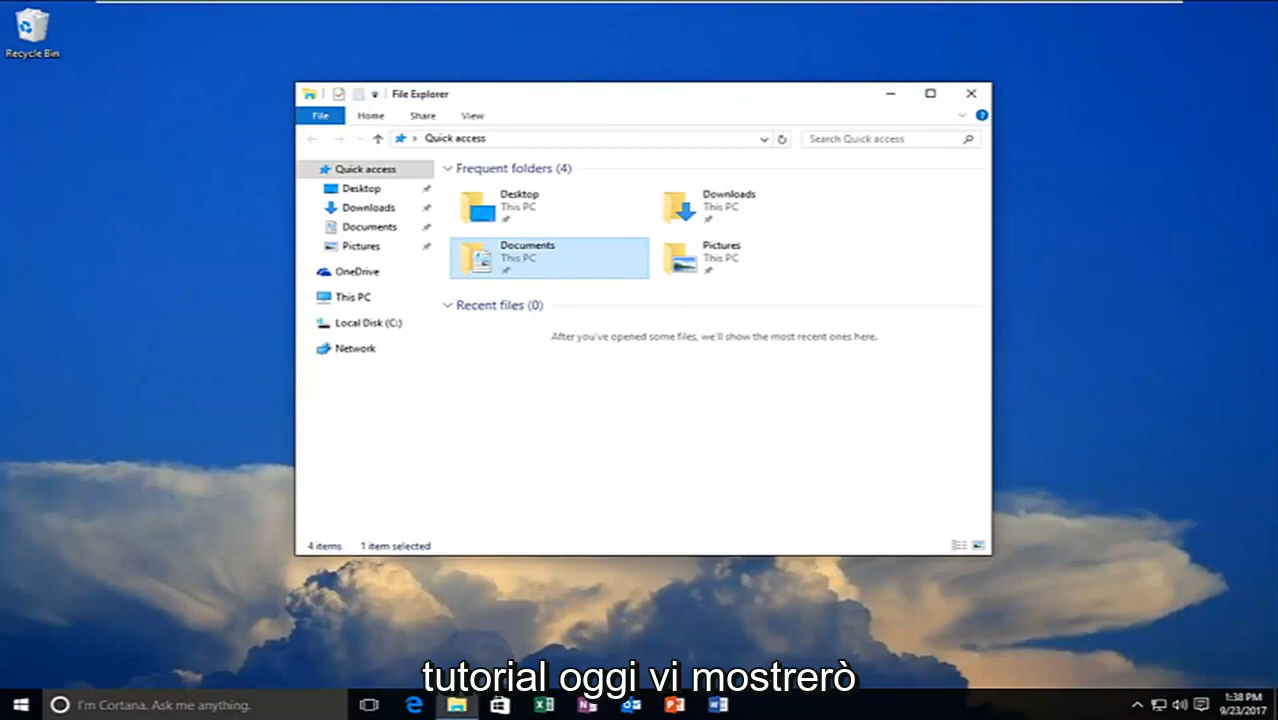 Recycle Bin
File Explorer
File Home Share View
Quick access
Search Quick access
Quick access
Desktop
Downloads
Documents
Pictures
OneDrive
This PC
Local Disk (C:)
Network
Frequent folders (4)
Desktop
This PC
Downloads
This PC
Documents
This PC
Pictures
This PC
Recent files (0)
After you've opened some files, we'll show the most recent ones here.
4 items 1 item selected
tutorial oggi vi mostrerò
I'm Cortana. Ask me anything.
1:38 PM
9/23/2017